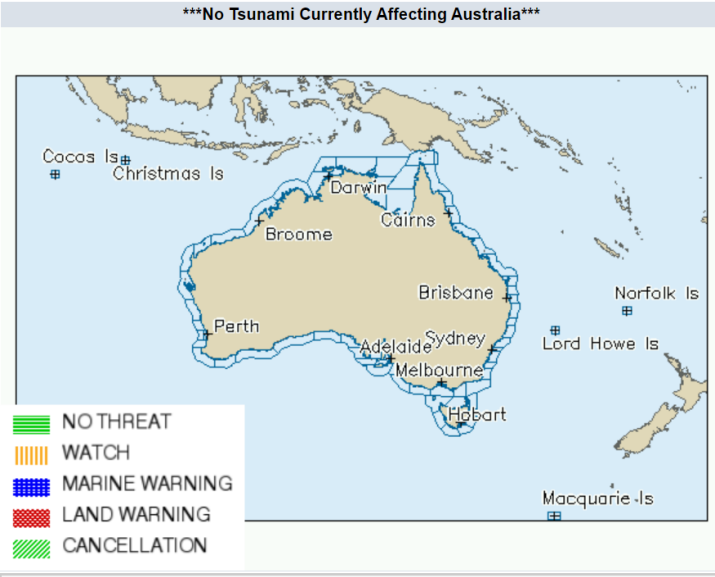 ***No Tsunami Currently Affecting Australia***
Cocos Is
Christmas Is
Darwin
Cairns
Broome
Brisbane
Norfolk Is
Perth
Adelaide
Sydney
Lord Howe Is
Melbourne
Hobart
Macquarie Is
NO THREAT
WATCH
MARINE WARNING
LAND WARNING
CANCELLATION